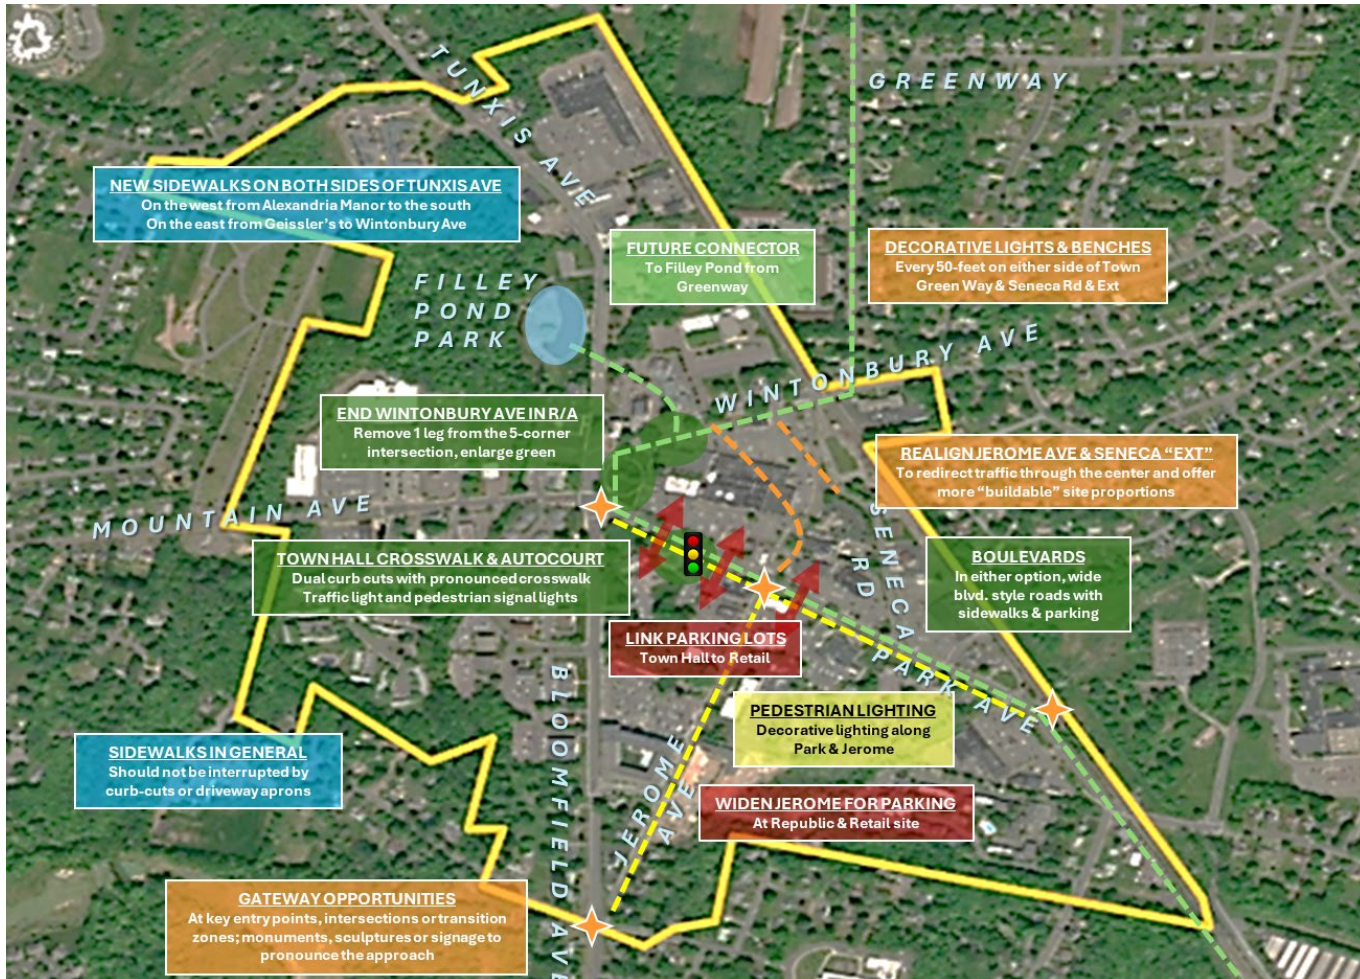 TUNXIS AVE
GREENWAY
NEW SIDEWALKS ON BOTH SIDES OF TUNXIS AVE
On the west from Alexandria Manor to the south
On the east from Geissler's to Wintonbury Ave
FUTURE CONNECTOR
To Filley Pond from
Greenway
DECORATIVE LIGHTS & BENCHES
Every 50-feet on either side of Town
Green Way & Seneca Rd & Ext
FILLEY
POND
PARK
WINTONBURY AVE
END WINTONBURY AVE IN R/A
Remove 1 leg from the 5-corner
intersection, enlarge green
REALIGN JEROME AVE & SENECA “EXT”
To redirect traffic through the center and offer
more “buildable” site proportions
MOUNTAIN AVE
SENECA
RD
TOWN HALL CROSSWALK & AUTOCOURT
Dual curb cuts with pronounced crosswalk
Traffic light and pedestrian signal lights
BOULEVARDS
In either option, wide
blvd. style roads with
sidewalks & parking
LINK PARKING LOTS
Town Hall to Retail
PARK AVE
BLOOMFIELD AVE
PEDESTRIAN LIGHTING
Decorative lighting along
Park & Jerome
SIDEWALKS IN GENERAL
Should not be interrupted by
curb-cuts or driveway aprons
JEROME
AVE
WIDEN JEROME FOR PARKING
At Republic & Retail site
GATEWAY OPPORTUNITIES
At key entry points, intersections or transition
zones; monuments, sculptures or signage to
pronounce the approach